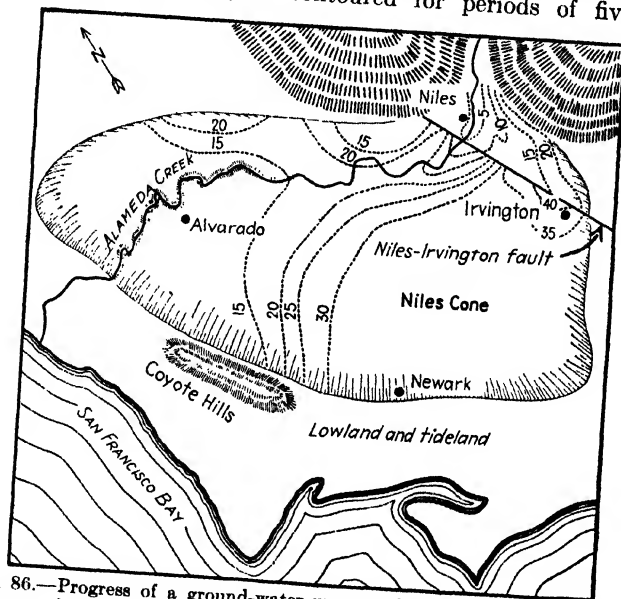 contoured for periods of fiv
N
Niles
20
15
15
20
5
10
15
20
ALAMEDA CREEK
Alvarado
Irvington
40
35
Niles-Irvington fault
15
20
25
30
Niles Cone
Coyote Hills
Newark
SAN FRANCISCO BAY
Lowland and tideland
86.—Progress of a ground-water